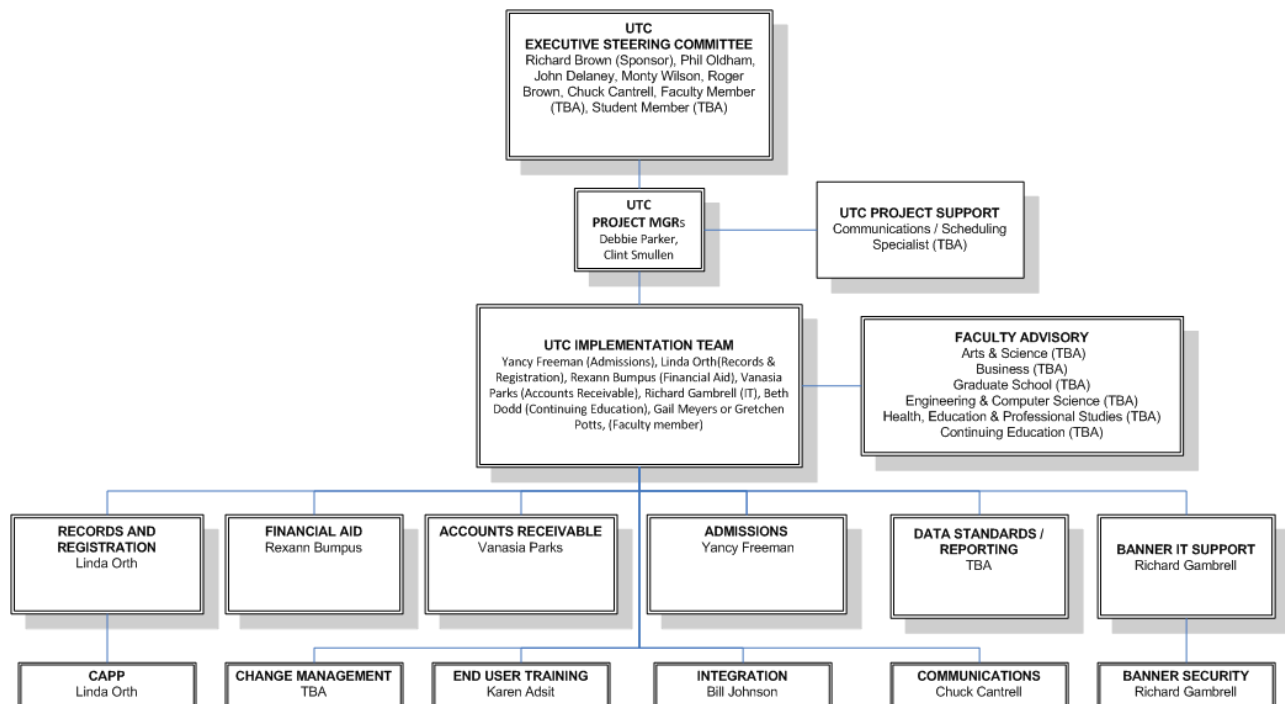 UTC
EXECUTIVE STEERING COMMITTEE
Richard Brown (Sponsor), Phil Oldham,
John Delaney, Monty Wilson, Roger
Brown, Chuck Cantrell, Faculty Member
(TBA), Student Member (TBA)
UTC
PROJECT MGRs
Debbie Parker,
Clint Smullen
UTC PROJECT SUPPORT
Communications / Scheduling
Specialist (TBA)
UTC IMPLEMENTATION TEAM
Yancy Freeman (Admissions), Linda Orth(Records &
Registration), Rexann Bumpus (Financial Aid), Vanasia
Parks (Accounts Receivable), Richard Gambrell (IT), Beth
Dodd (Continuing Education), Gail Meyers or Gretchen
Potts, (Faculty member)
FACULTY ADVISORY
Arts & Science (TBA)
Business (TBA)
Graduate School (TBA)
Engineering & Computer Science (TBA)
Health, Education & Professional Studies (TBA)
Continuing Education (TBA)
RECORDS AND
REGISTRATION
Linda Orth
FINANCIAL AID
Rexann Bumpus
ACCOUNTS RECEIVABLE
Vanasia Parks
ADMISSIONS
Yancy Freeman
DATA STANDARDS /
REPORTING
TBA
BANNER IT SUPPORT
Richard Gambrell
CAPP
Linda Orth
CHANGE MANAGEMENT
TBA
END USER TRAINING
Karen Adsit
INTEGRATION
Bill Johnson
COMMUNICATIONS
Chuck Cantrell
BANNER SECURITY
Richard Gambrell